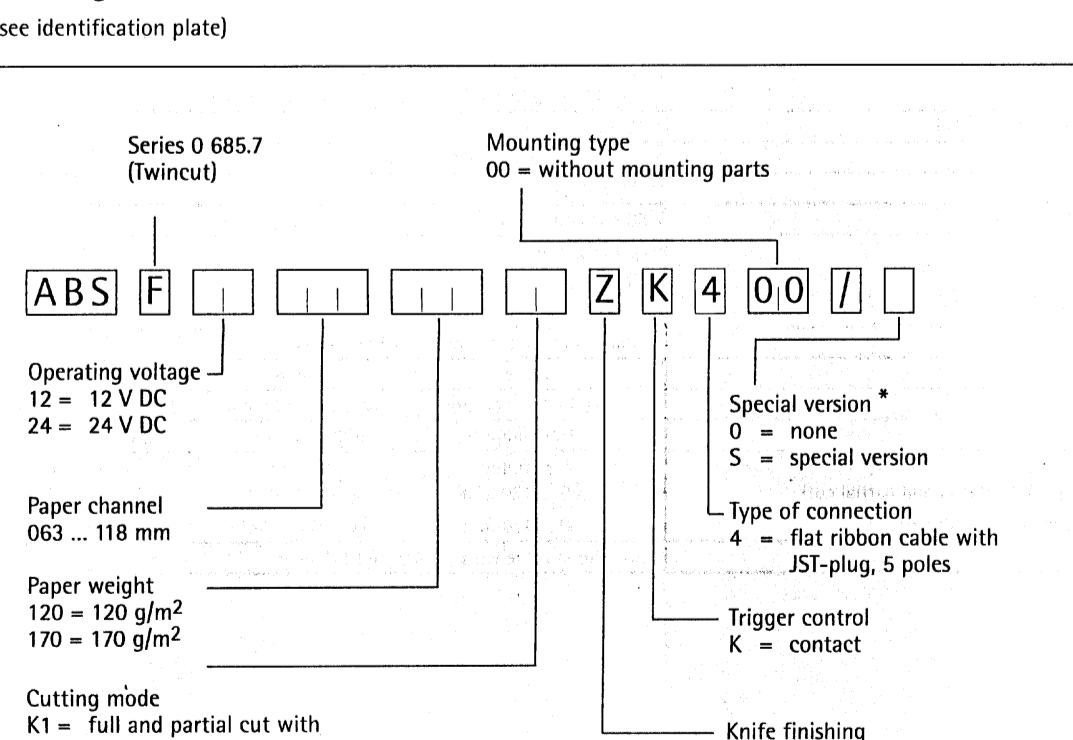 see identification plate)
Series 0 685.7
(Twincut)
Mounting type
00 = without mounting parts
ABS F Z K 4 00 /
Operating voltage
12 = 12 V DC
24 = 24 V DC
Paper channel
063 ... 118 mm
Paper weight
120 = 120 g/m2
170 = 170 g/m2
Cutting mode
K1 = full and partial cut with
Special version *
0 = none
S = special version
Type of connection
4 = flat ribbon cable with
JST-plug, 5 poles
Trigger control
K = contact
Knife finishing